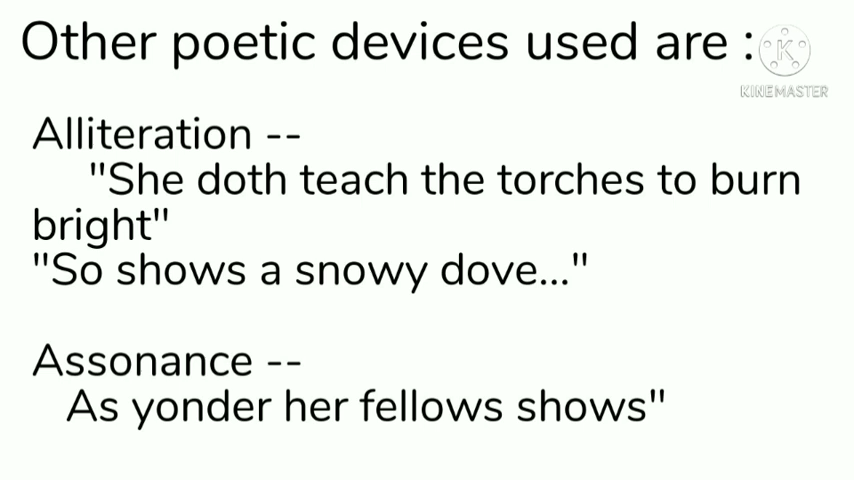 Other poetic devices used are :
KINEMASTER
Alliteration --
"She doth teach the torches to burn
bright"
"So shows a snowy dove..."
Assonance --
As yonder her fellows shows"